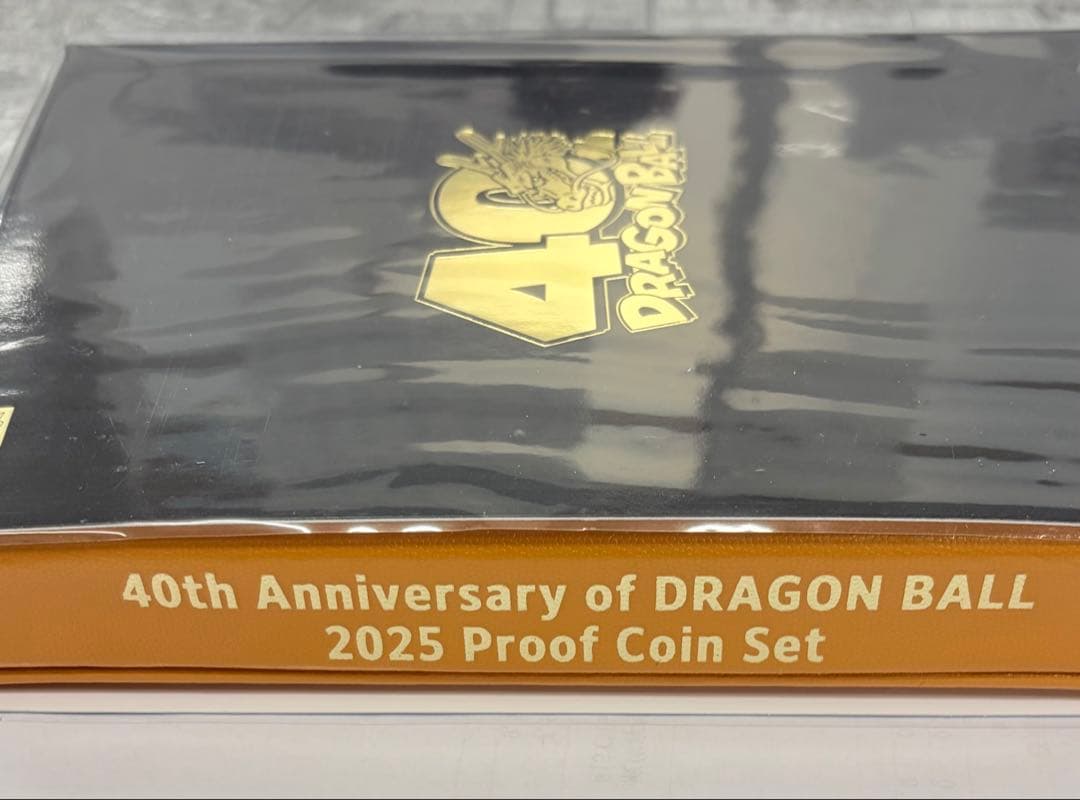 40
DRAGON BALL
40th Anniversary of DRAGON BALL
2025 Proof Coin Set